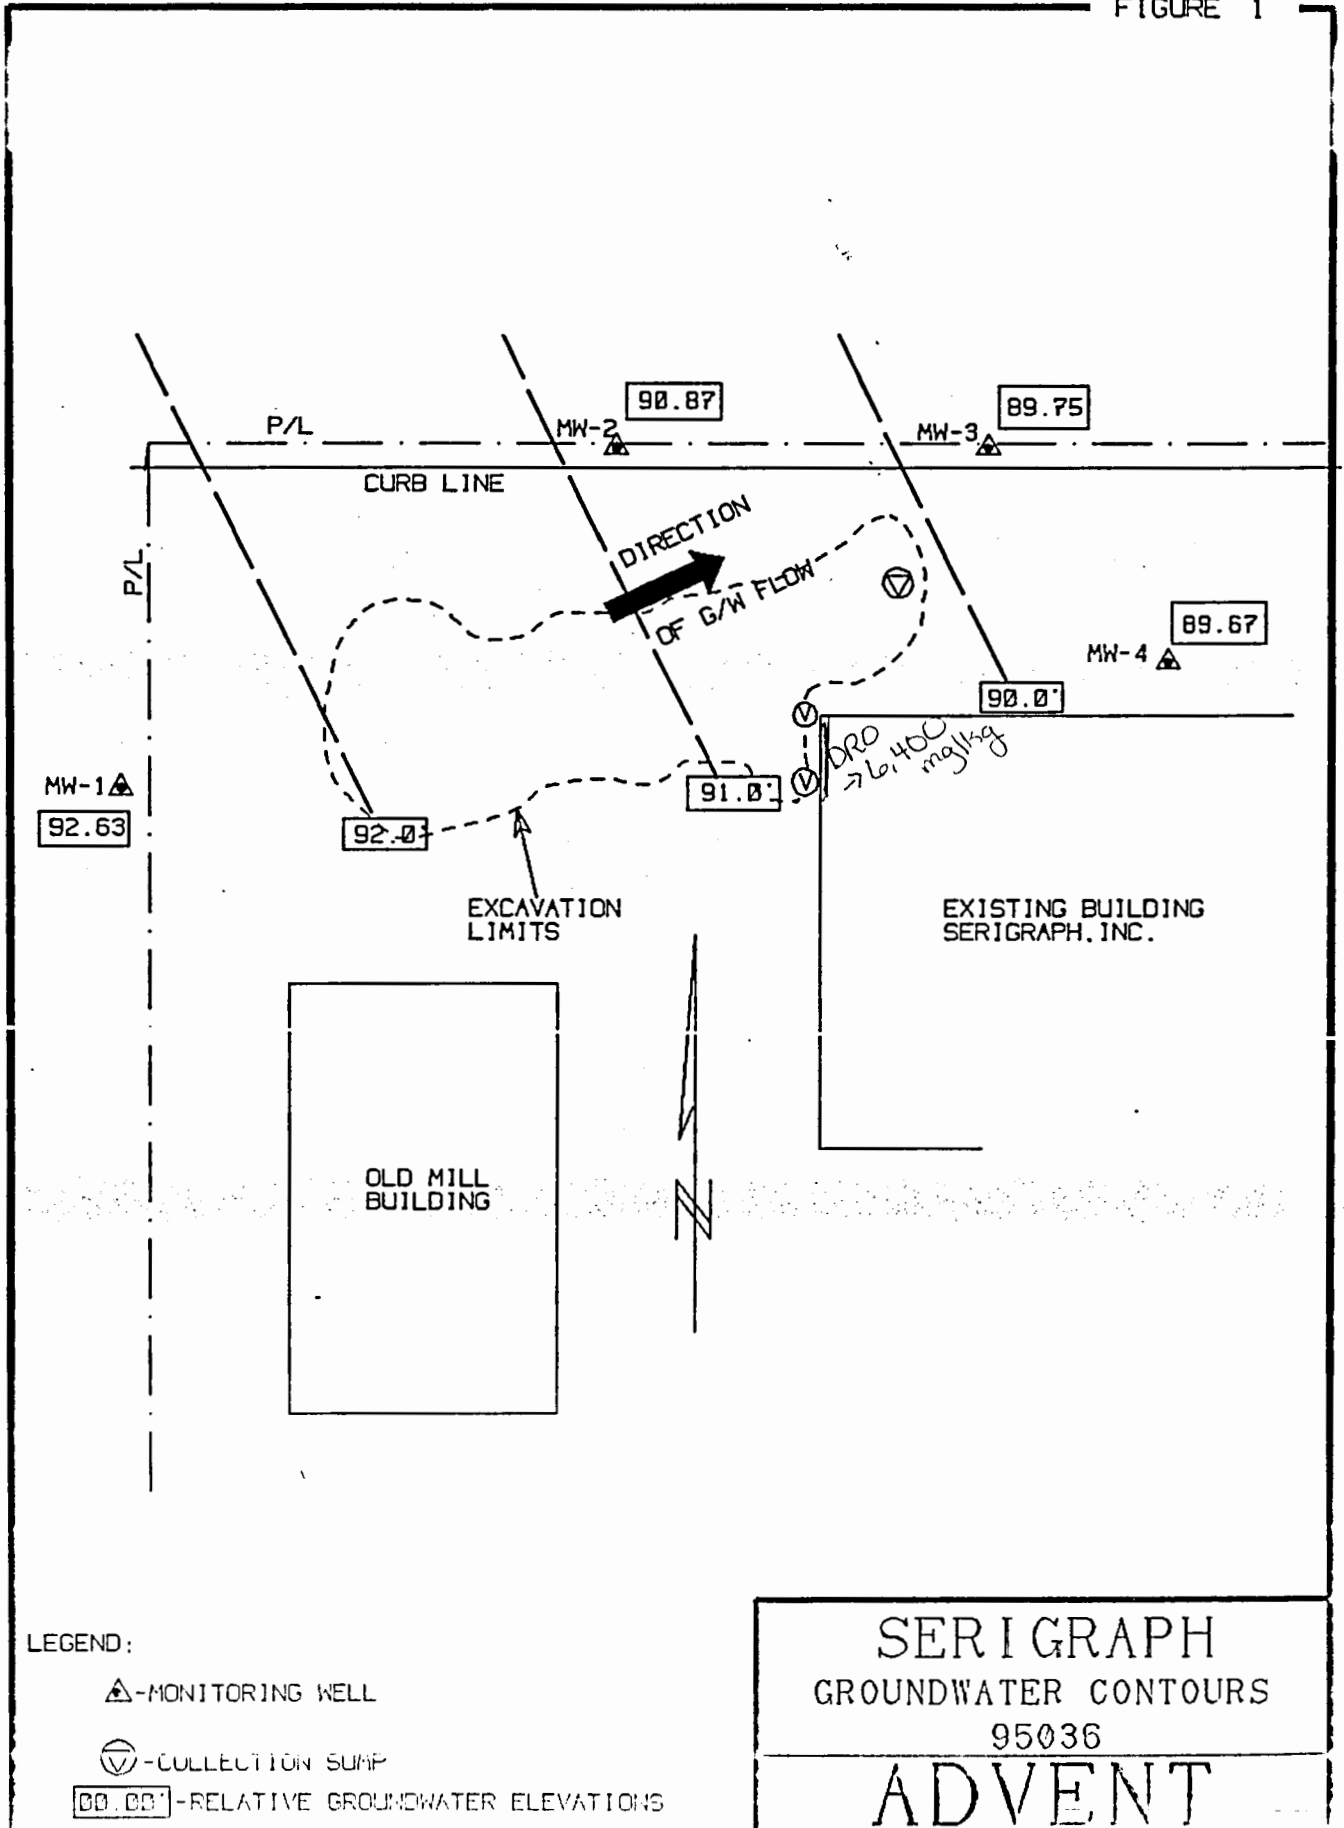 FIGURE 1
90.87
89.75
P/L
MW-2
MW-3
CURB LINE
DIRECTION
P/L
OF G/W FLOW
89.67
MW-4
90.0'
DRO
→ 6,400
mg/kg
MW-1
91.0'
92.63
92.0'
EXCAVATION
LIMITS
EXISTING BUILDING
SERIGRAPH, INC.
OLD MILL
BUILDING
N
SERIGRAPH
GROUNDWATER CONTOURS
95036
ADVENT
LEGEND:
-MONITORING WELL
-COLLECTION SUMP
00.00' -RELATIVE GROUNDWATER ELEVATIONS